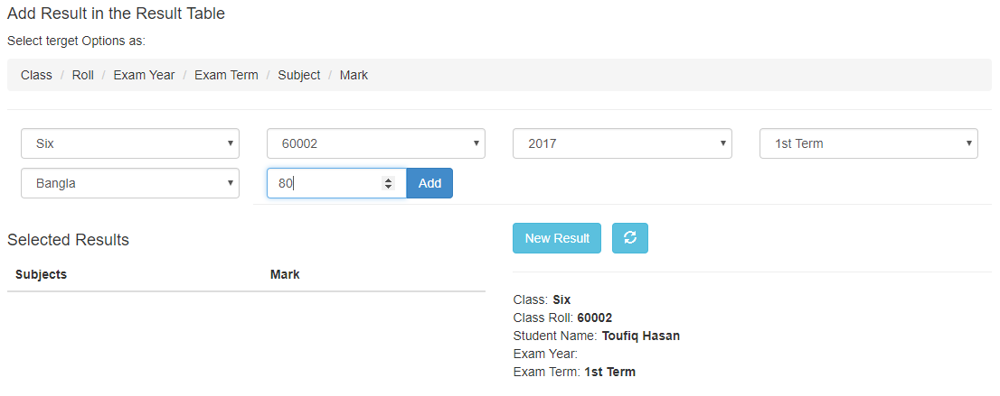 Add Result in the Result Table
Select terget Options as:
Class / Roll / Exam Year / Exam Term / Subject / Mark
Six 60002 2017 1st Term
Bangla 80 Add
Selected Results
Subjects Mark
New Result
Class: Six
Class Roll: 60002
Student Name: Toufiq Hasan
Exam Year:
Exam Term: 1st Term